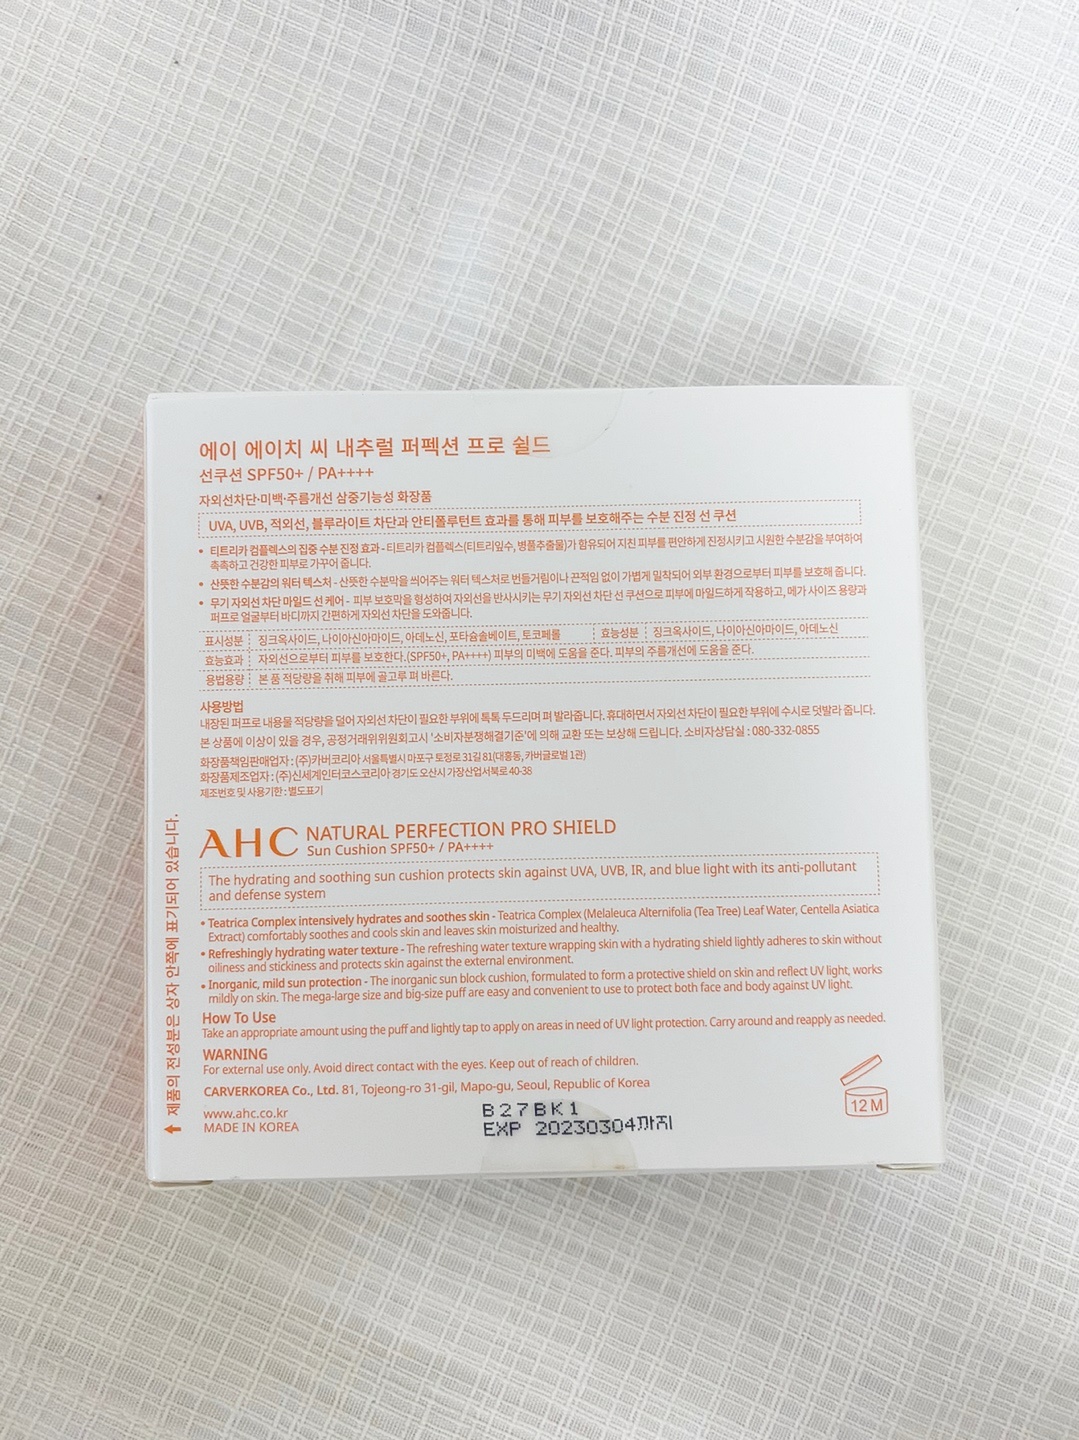 에이 에이치 씨 내추럴 퍼펙션 프로 쉴드
선쿠션 SPF50+ / PA++++
자외선차단·미백·주름개선 삼중기능성 화장품
UVA, UVB, 적외선, 블루라이트 차단과 안티폴루턴트 효과를 통해 피부를 보호해주는 수분 진정 선 쿠션
• 티트리카 컴플렉스의 집중 수분 진정 효과 - 티트리카 컴플렉스(티트리잎수, 병풀추출물)가 함유되어 지친 피부를 편안하게 진정시키고 시원한 수분감을 부여하여
촉촉하고 건강한 피부로 가꾸어 줍니다.
• 산뜻한 수분감의 워터 텍스처 - 산뜻한 수분막을 씌어주는 워터 텍스처로 번들거림이나 끈적임 없이 가볍게 밀착되어 외부 환경으로부터 피부를 보호해 줍니다.
• 무기 자외선 차단 마일드 선 케어 - 피부 보호막을 형성하여 자외선을 반사시키는 무기 자외선 차단 선 쿠션으로 피부에 마일드하게 작용하고, 메가 사이즈 용량과
퍼프로 얼굴부터 바디까지 간편하게 자외선 차단을 도와줍니다.
표시성분 징크옥사이드, 나이아신아마이드, 아데노신, 포타슘솔베이트, 토코페롤 효능성분 징크옥사이드, 나이아신아마이드, 아데노신
효능효과 자외선으로부터 피부를 보호한다.(SPF50+, PA++++) 피부의 미백에 도움을 준다. 피부의 주름개선에 도움을 준다.
용법용량 본 품 적당량을 취해 피부에 골고루 펴 바른다.
사용방법
내장된 퍼프로 내용물 적당량을 덜어 자외선 차단이 필요한 부위에 톡톡 두드리며 펴 발라줍니다. 휴대하면서 자외선 차단이 필요한 부위에 수시로 덧발라 줍니다.
본 상품에 이상이 있을 경우, 공정거래위위원회고시 '소비자분쟁해결기준'에 의해 교환 또는 보상해 드립니다. 소비자상담실 : 080-332-0855
화장품책임판매업자 : (주)카버코리아 서울특별시 마포구 토정로 31길 81(대흥동, 카버글로벌 1관)
화장품제조업자 : (주)신세계인터코스코리아 경기도 오산시 가장산업서북로 40-38
제조번호 및 사용기한 : 별도표기
AHC NATURAL PERFECTION PRO SHIELD
Sun Cushion SPF50+ / PA++++
The hydrating and soothing sun cushion protects skin against UVA, UVB, IR, and blue light with its anti-pollutant
and defense system
• Teatrica Complex intensively hydrates and soothes skin - Teatrica Complex (Melaleuca Alternifolia (Tea Tree) Leaf Water, Centella Asiatica
Extract) comfortably soothes and cools skin and leaves skin moisturized and healthy.
• Refreshingly hydrating water texture - The refreshing water texture wrapping skin with a hydrating shield lightly adheres to skin without
oiliness and stickiness and protects skin against the external environment.
• Inorganic, mild sun protection - The inorganic sun block cushion, formulated to form a protective shield on skin and reflect UV light, works
mildly on skin. The mega-large size and big-size puff are easy and convenient to use to protect both face and body against UV light.
How To Use
Take an appropriate amount using the puff and lightly tap to apply on areas in need of UV light protection. Carry around and reapply as needed.
WARNING
For external use only. Avoid direct contact with the eyes. Keep out of reach of children.
CARVERKOREA Co., Ltd. 81, Tojeong-ro 31-gil, Mapo-gu, Seoul, Republic of Korea
www.ahc.co.kr
MADE IN KOREA
B27BK1
EXP 20230304까지
12 M
제품의 전성분은 상자 안쪽에 표기되어 있습니다.